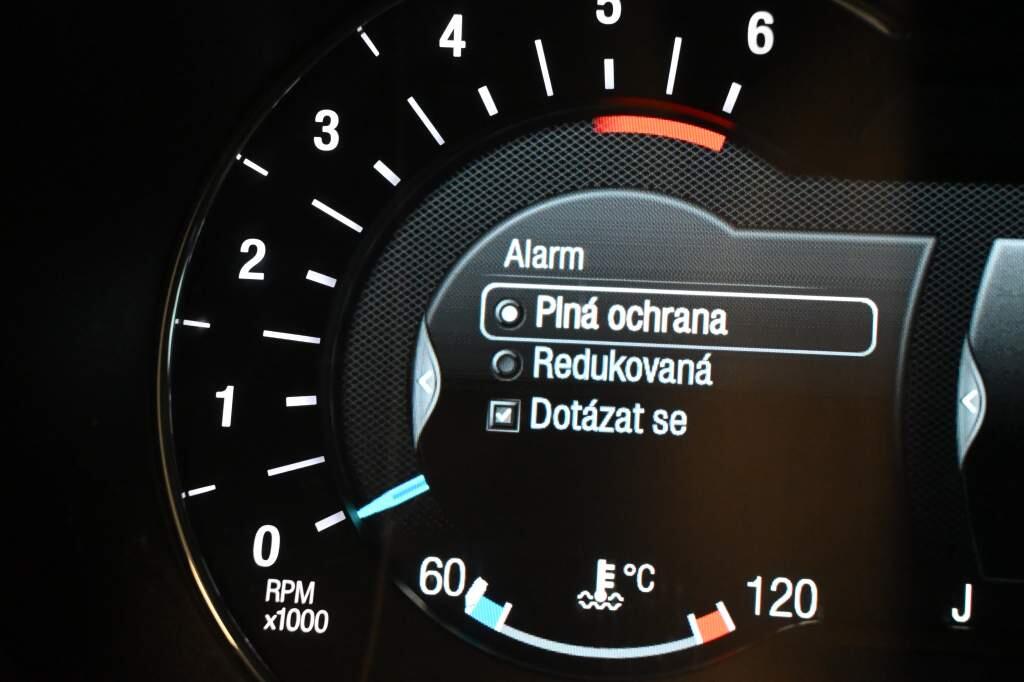 6
5
4
3
2
1
0
RPM
x1000
Alarm
Plná ochrana
Redukovaná
Dotázat se
60
°C
120
J